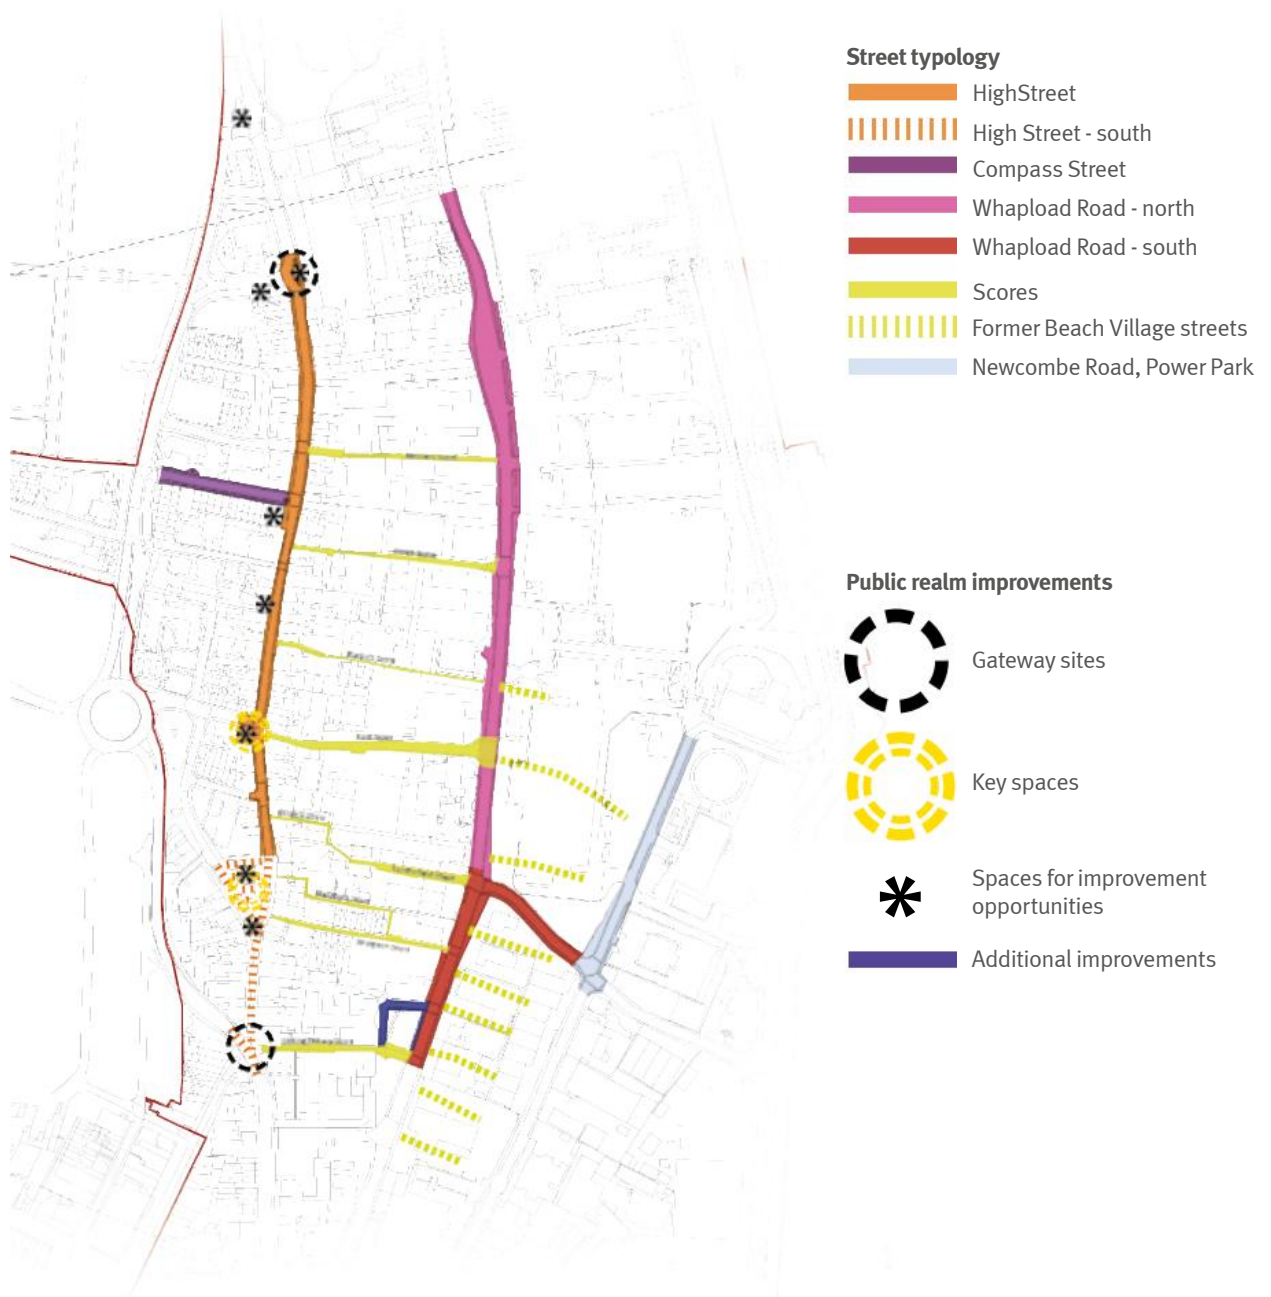 Street typology
HighStreet
High Street - south
Compass Street
Whapload Road - north
Whapload Road - south
Scores
Former Beach Village streets
Newcombe Road, Power Park
Public realm improvements
Gateway sites
Key spaces
Spaces for improvement
opportunities
Additional improvements